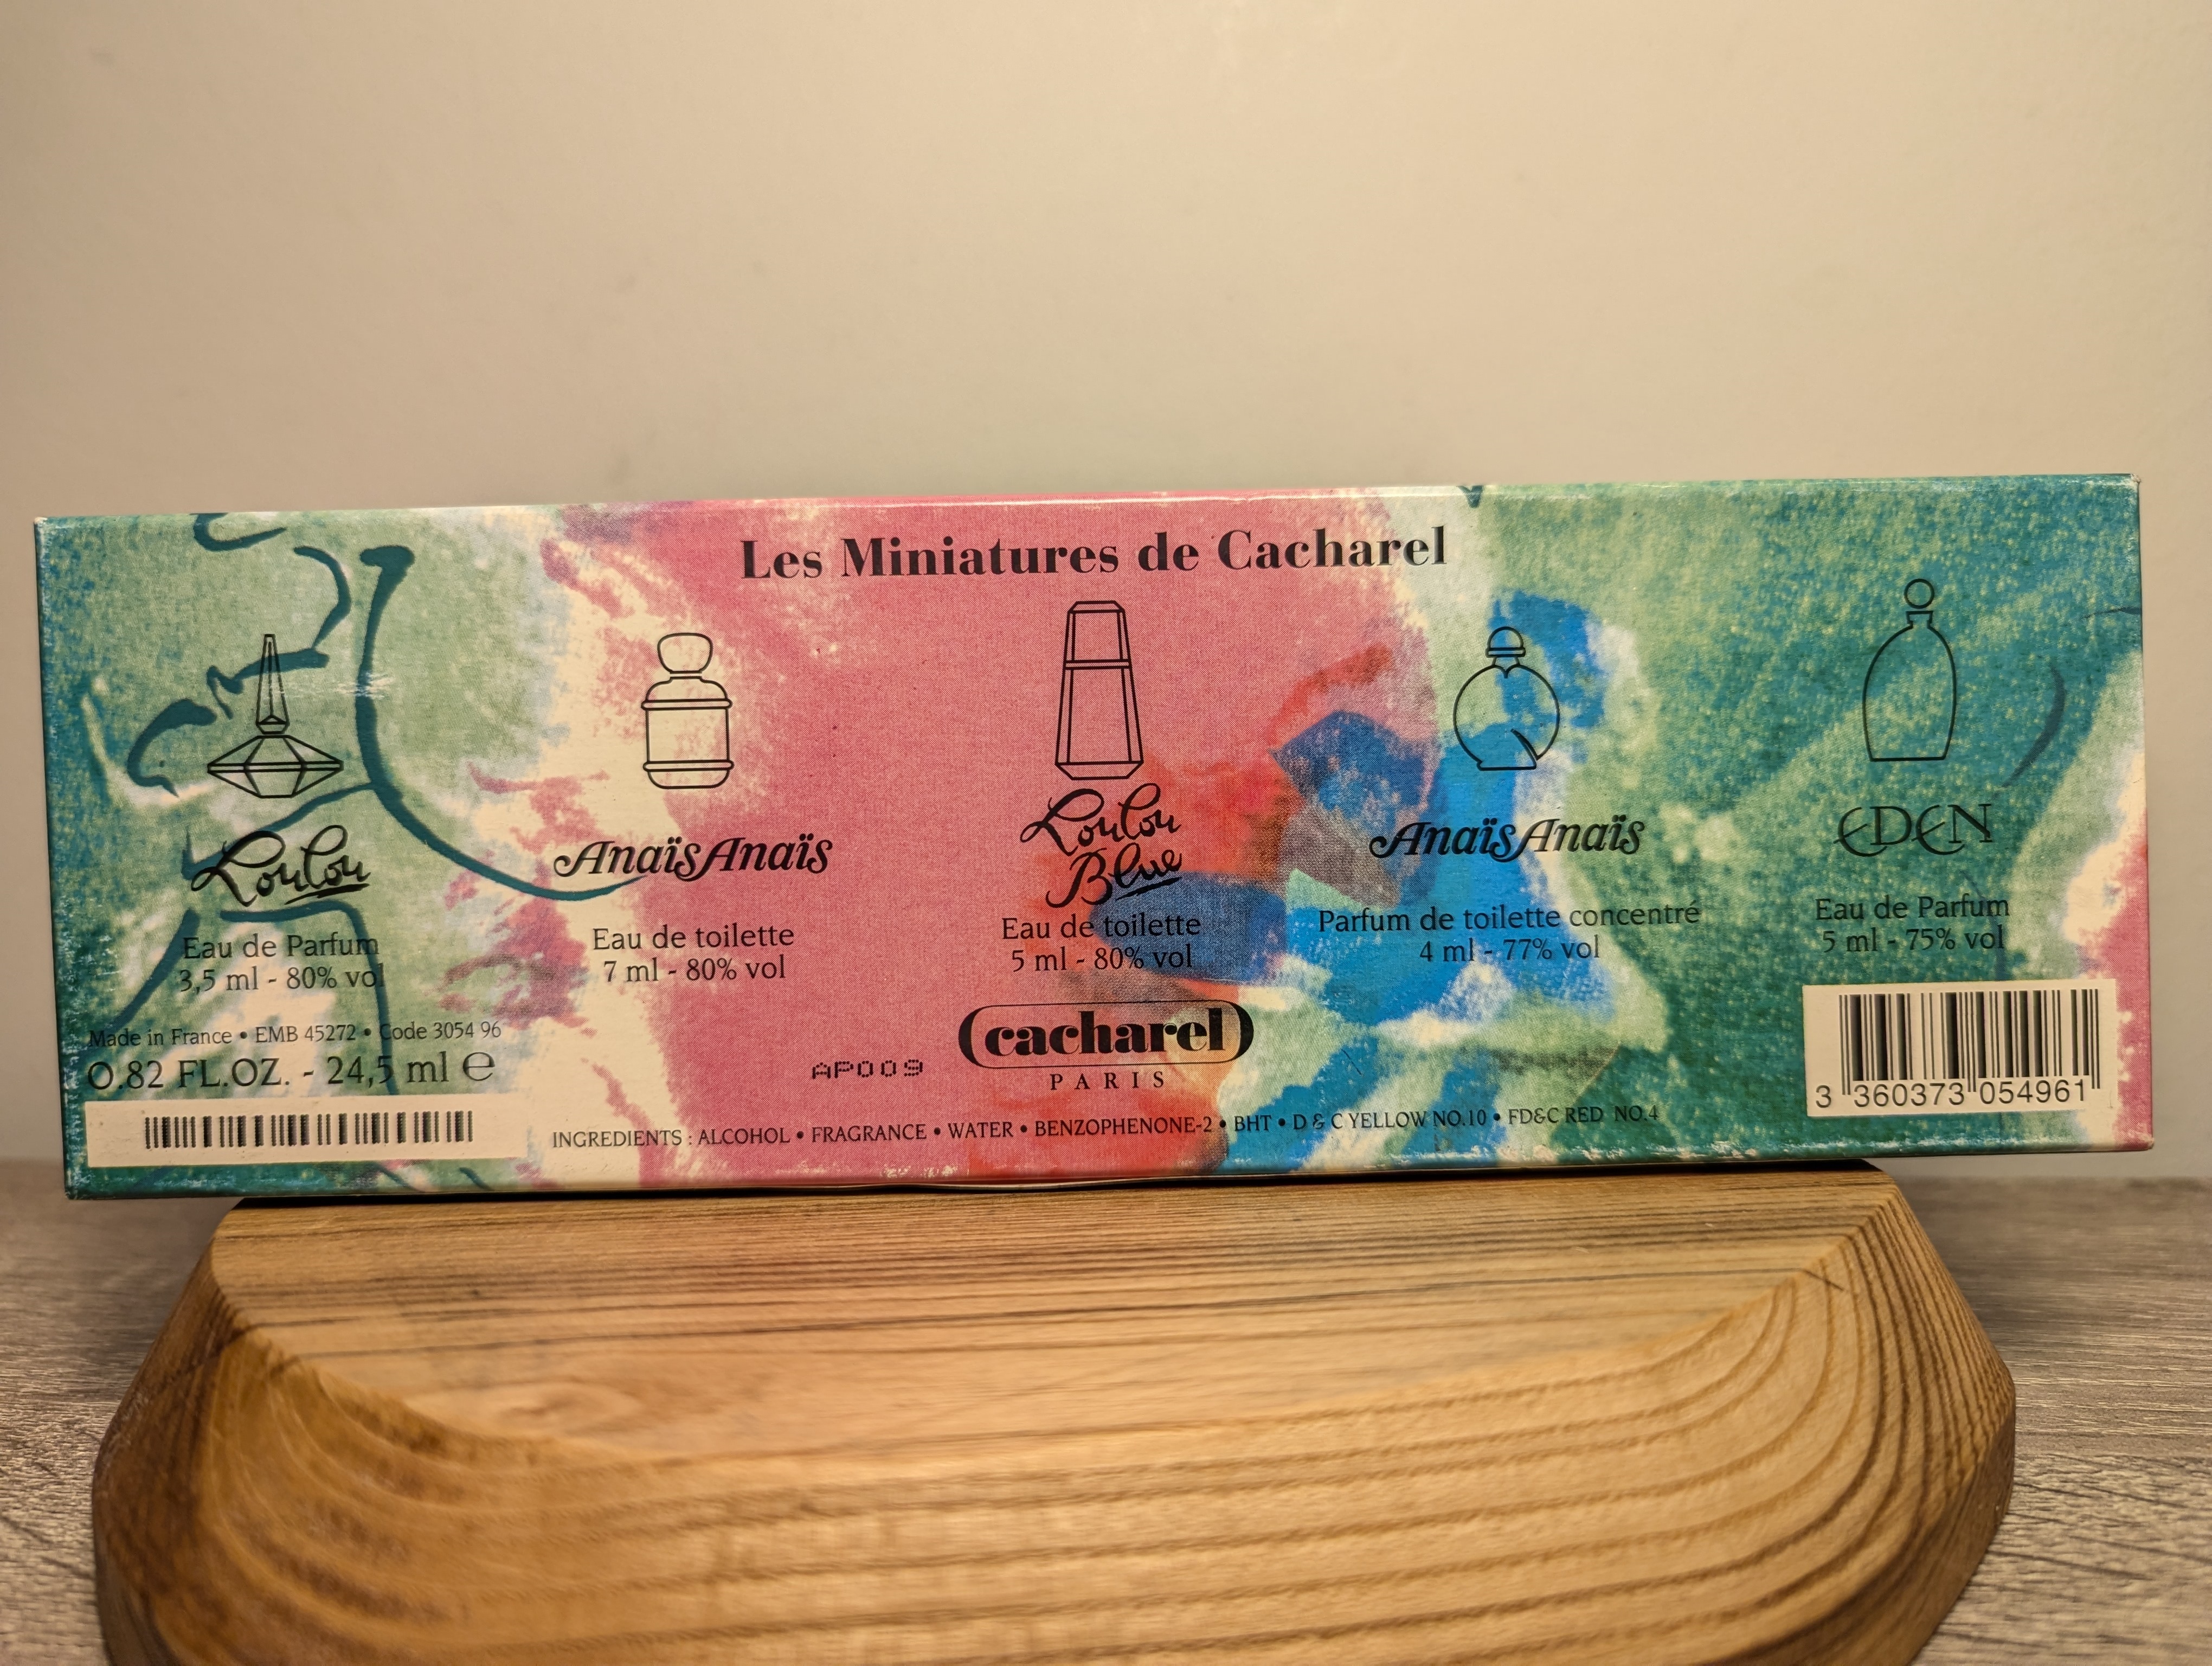 Les Miniatures de Cacharel
Loulou
Eau de Parfum
3,5 ml - 80% vol
Anaïs Anaïs
Eau de toilette
7 ml - 80% vol
Loulou
Blue
Eau de toilette
5 ml - 80% vol
Anaïs Anaïs
Parfum de toilette concentré
4 ml - 77% vol
EDEN
Eau de Parfum
5 ml - 75% vol
Made in France • EMB 45272 • Code 3054 96
0.82 FL.OZ. - 24,5 ml ℮
AP009
cacharel
PARIS
INGREDIENTS : ALCOHOL • FRAGRANCE • WATER • BENZOPHENONE-2 • BHT • D & C YELLOW NO.10 • FD&C RED NO.4
3 360373 054961